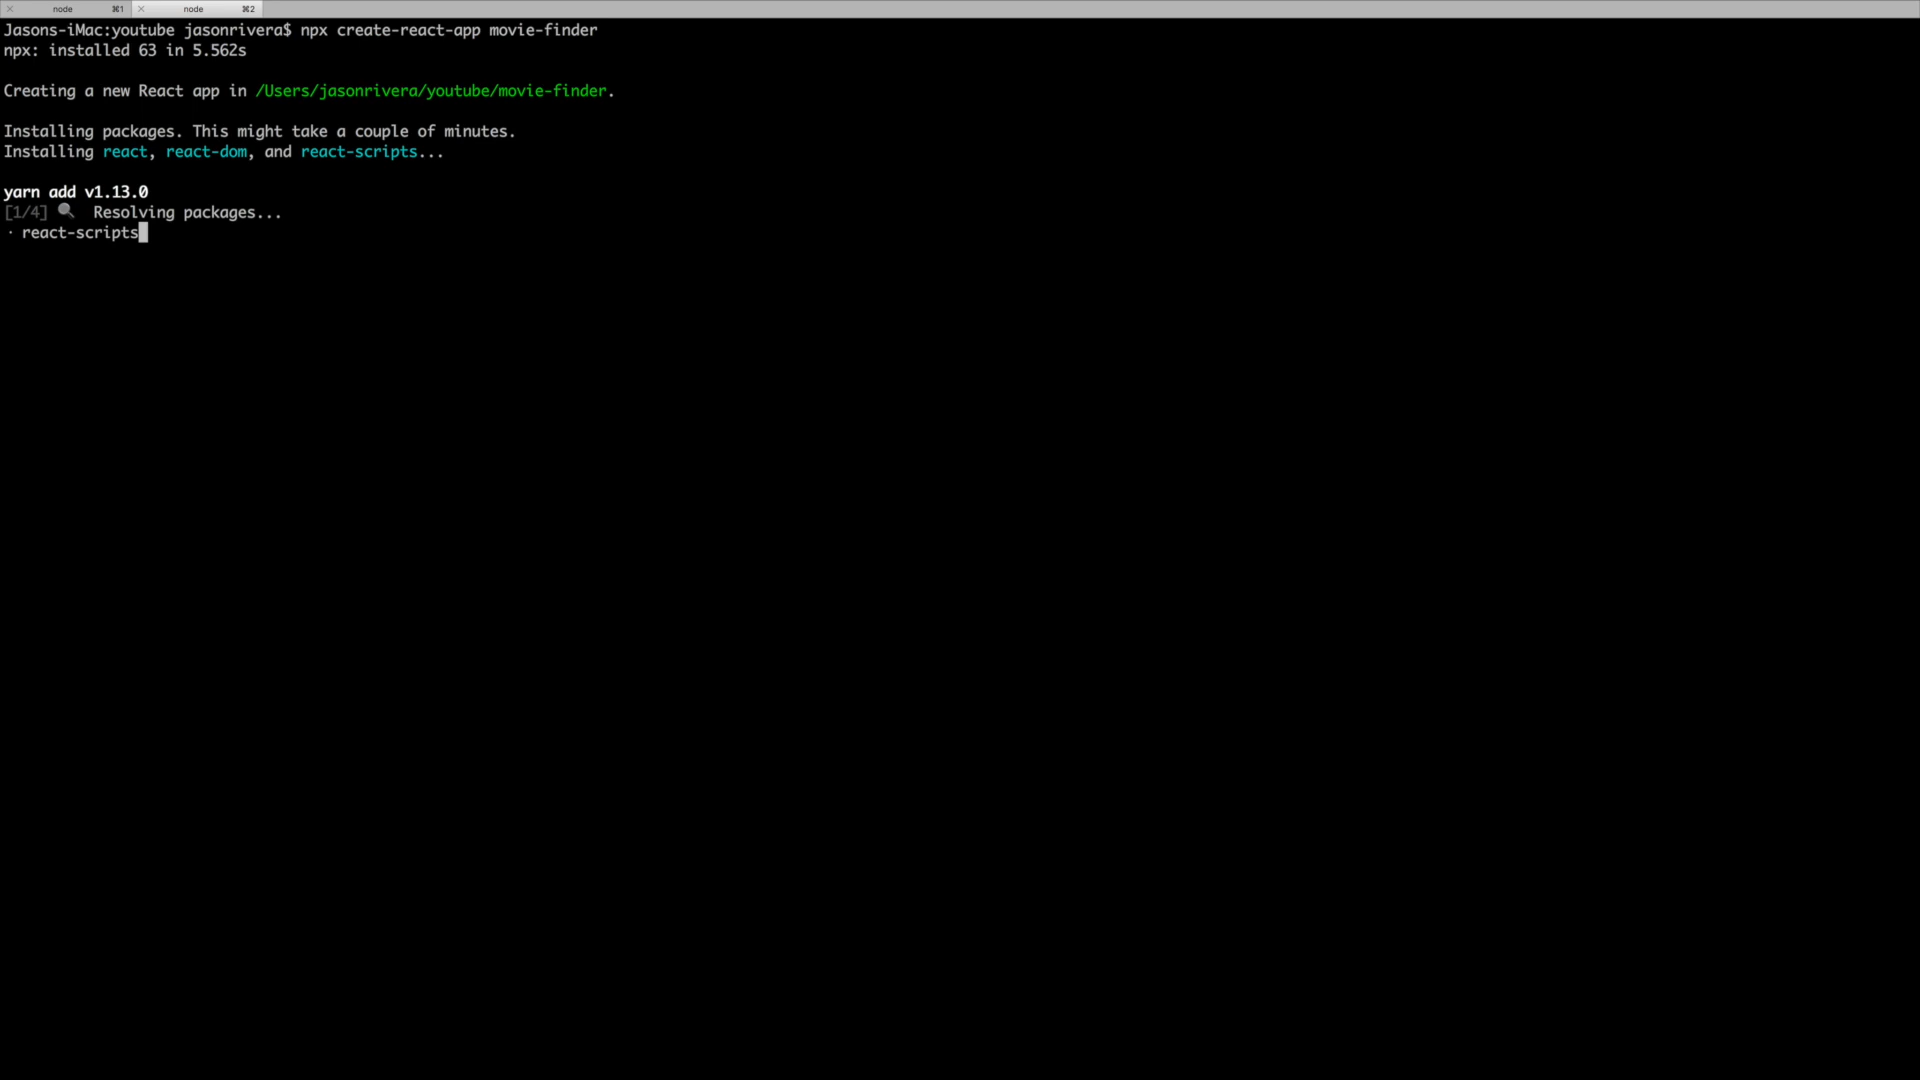 node ⌘1 node ⌘2
Jasons-iMac:youtube jasonrivera$ npx create-react-app movie-finder
npx: installed 63 in 5.562s
Creating a new React app in /Users/jasonrivera/youtube/movie-finder.
Installing packages. This might take a couple of minutes.
Installing react, react-dom, and react-scripts...
yarn add v1.13.0
[1/4] 🔍 Resolving packages...
· react-scripts